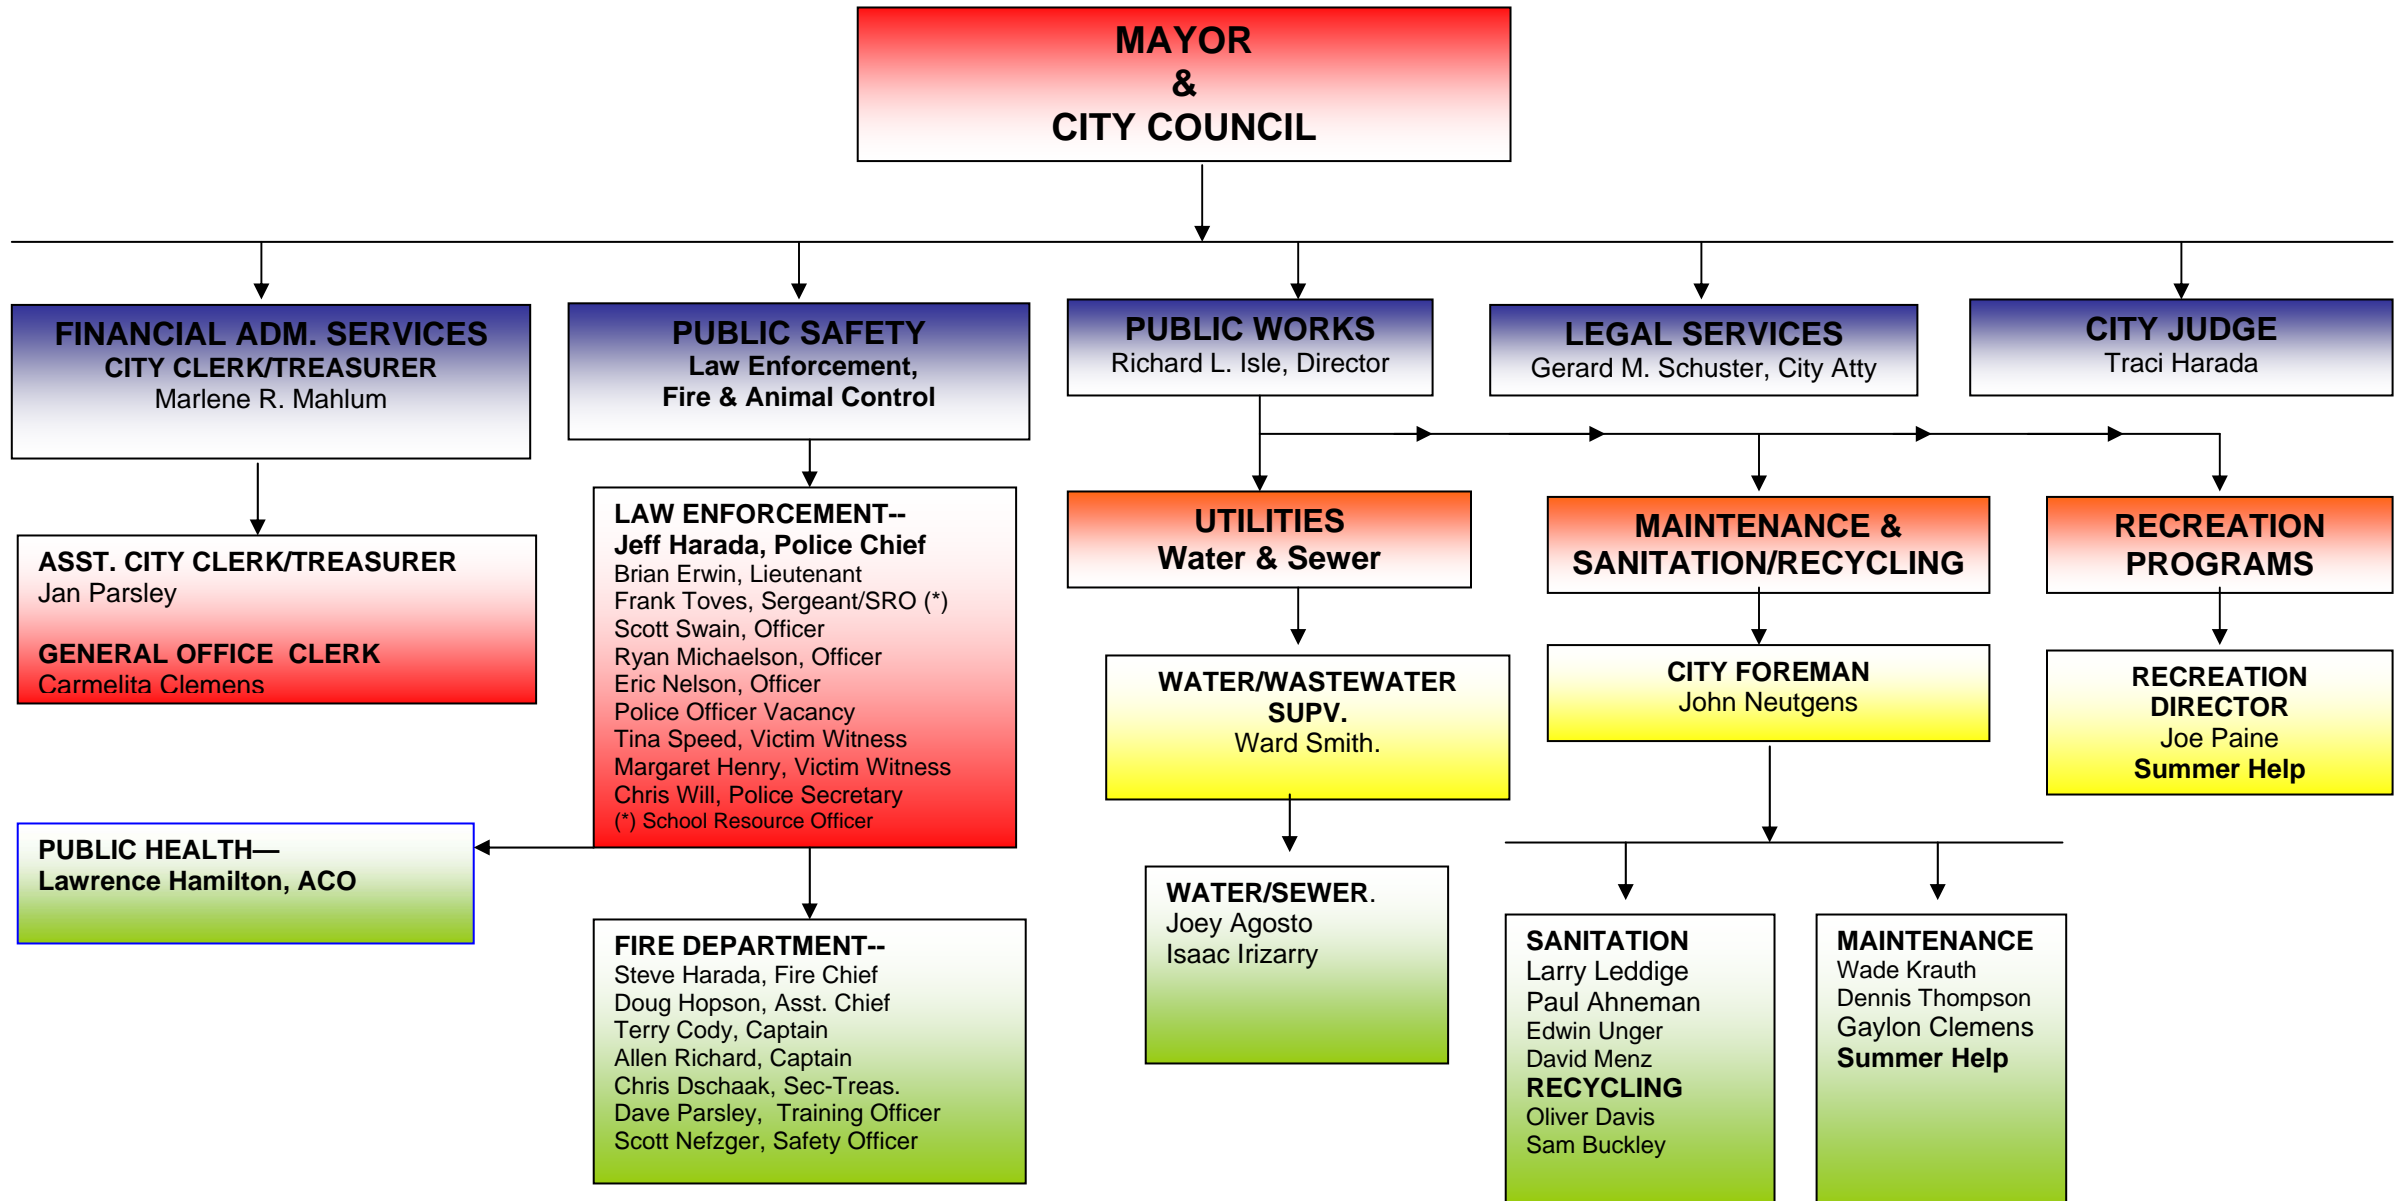 MAYOR
&
CITY COUNCIL
FINANCIAL ADM. SERVICES
CITY CLERK/TREASURER
Marlene R. Mahlum
PUBLIC SAFETY
Law Enforcement,
Fire & Animal Control
PUBLIC WORKS
Richard L. Isle, Director
LEGAL SERVICES
Gerard M. Schuster, City Atty
CITY JUDGE
Traci Harada
ASST. CITY CLERK/TREASURER
Jan Parsley
GENERAL OFFICE  CLERK
Carmelita Clemens
LAW ENFORCEMENT--
Jeff Harada, Police Chief
Brian Erwin, Lieutenant
Frank Toves, Sergeant/SRO (*)
Scott Swain, Officer
Ryan Michaelson, Officer
Eric Nelson, Officer
Police Officer Vacancy
Tina Speed, Victim Witness
Margaret Henry, Victim Witness
Chris Will, Police Secretary
(*) School Resource Officer
UTILITIES
Water & Sewer
MAINTENANCE &
SANITATION/RECYCLING
RECREATION
PROGRAMS
WATER/WASTEWATER
SUPV.
Ward Smith.
CITY FOREMAN
John Neutgens
RECREATION
DIRECTOR
Joe Paine
Summer Help
PUBLIC HEALTH—
Lawrence Hamilton, ACO
FIRE DEPARTMENT--
Steve Harada, Fire Chief
Doug Hopson, Asst. Chief
Terry Cody, Captain
Allen Richard, Captain
Chris Dschaak, Sec-Treas.
Dave Parsley,  Training Officer
Scott Nefzger, Safety Officer
WATER/SEWER.
Joey Agosto
Isaac Irizarry
SANITATION
Larry Leddige
Paul Ahneman
Edwin Unger
David Menz
RECYCLING
Oliver Davis
Sam Buckley
MAINTENANCE
Wade Krauth
Dennis Thompson
Gaylon Clemens
Summer Help